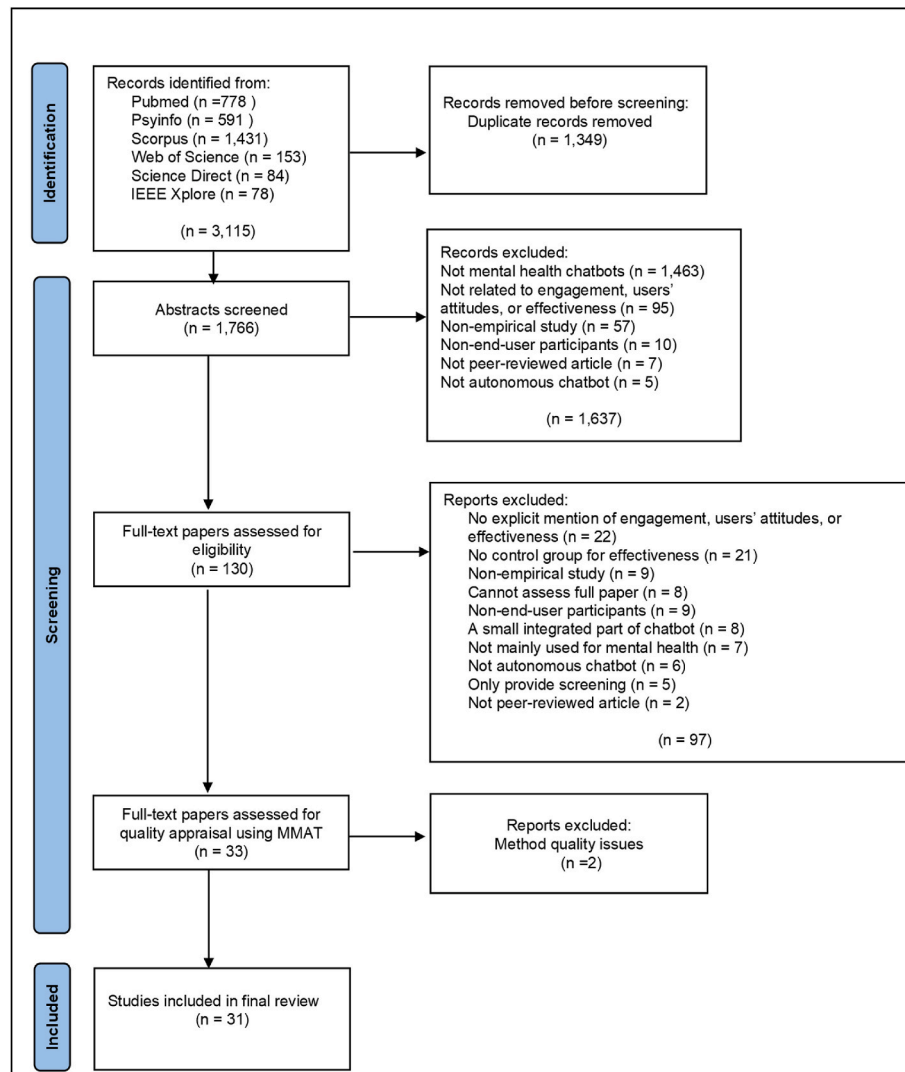 Identification
Records identified from:
Pubmed (n =778 )
Psyinfo (n = 591 )
Scorpus (n = 1,431)
Web of Science (n = 153)
Science Direct (n = 84)
IEEE Xplore (n = 78)
(n = 3,115)
Records removed before screening:
Duplicate records removed
(n = 1,349)
Screening
Abstracts screened
(n = 1,766)
Records excluded:
Not mental health chatbots (n = 1,463)
Not related to engagement, users’
attitudes, or effectiveness (n = 95)
Non-empirical study (n = 57)
Non-end-user participants (n = 10)
Not peer-reviewed article (n = 7)
Not autonomous chatbot (n = 5)
(n = 1,637)
Full-text papers assessed for
eligibility
(n = 130)
Reports excluded:
No explicit mention of engagement, users’ attitudes, or
effectiveness (n = 22)
No control group for effectiveness (n = 21)
Non-empirical study (n = 9)
Cannot assess full paper (n = 8)
Non-end-user participants (n = 9)
A small integrated part of chatbot (n = 8)
Not mainly used for mental health (n = 7)
Not autonomous chatbot (n = 6)
Only provide screening (n = 5)
Not peer-reviewed article (n = 2)
(n = 97)
Full-text papers assessed for
quality appraisal using MMAT
(n = 33)
Reports excluded:
Method quality issues
(n =2)
Included
Studies included in final review
(n = 31)